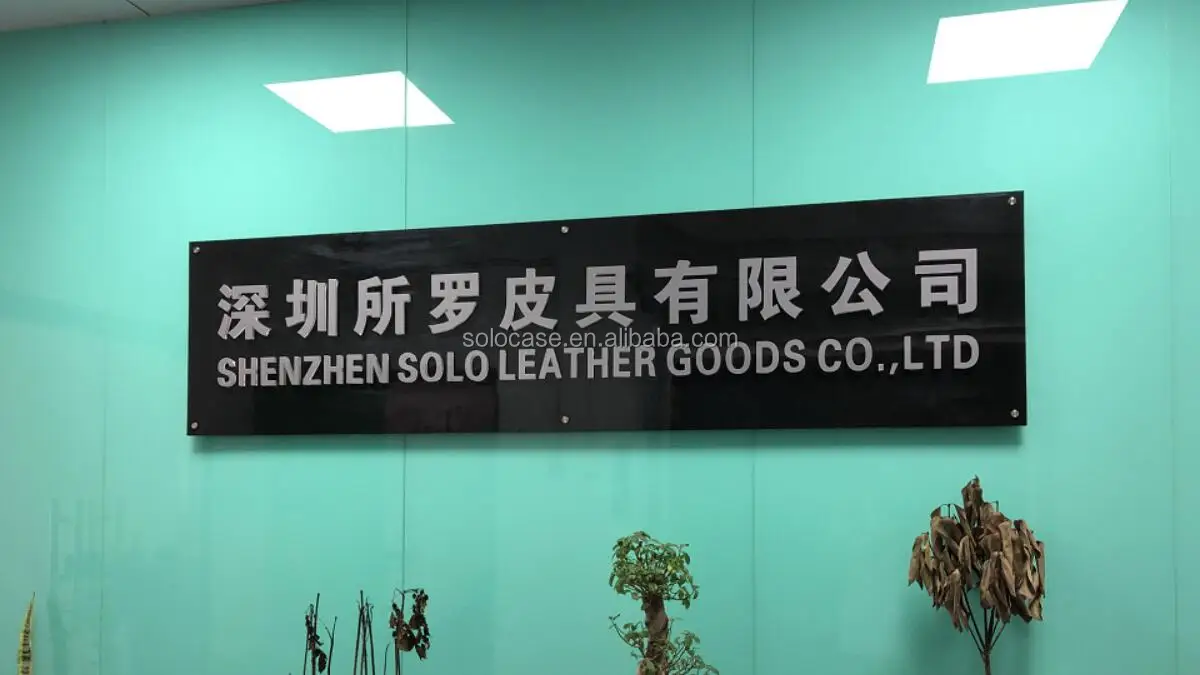 深圳所罗皮具有限公司
solocase.en.alibaba.com
SHENZHEN SOLO LEATHER GOODS CO.,LTD